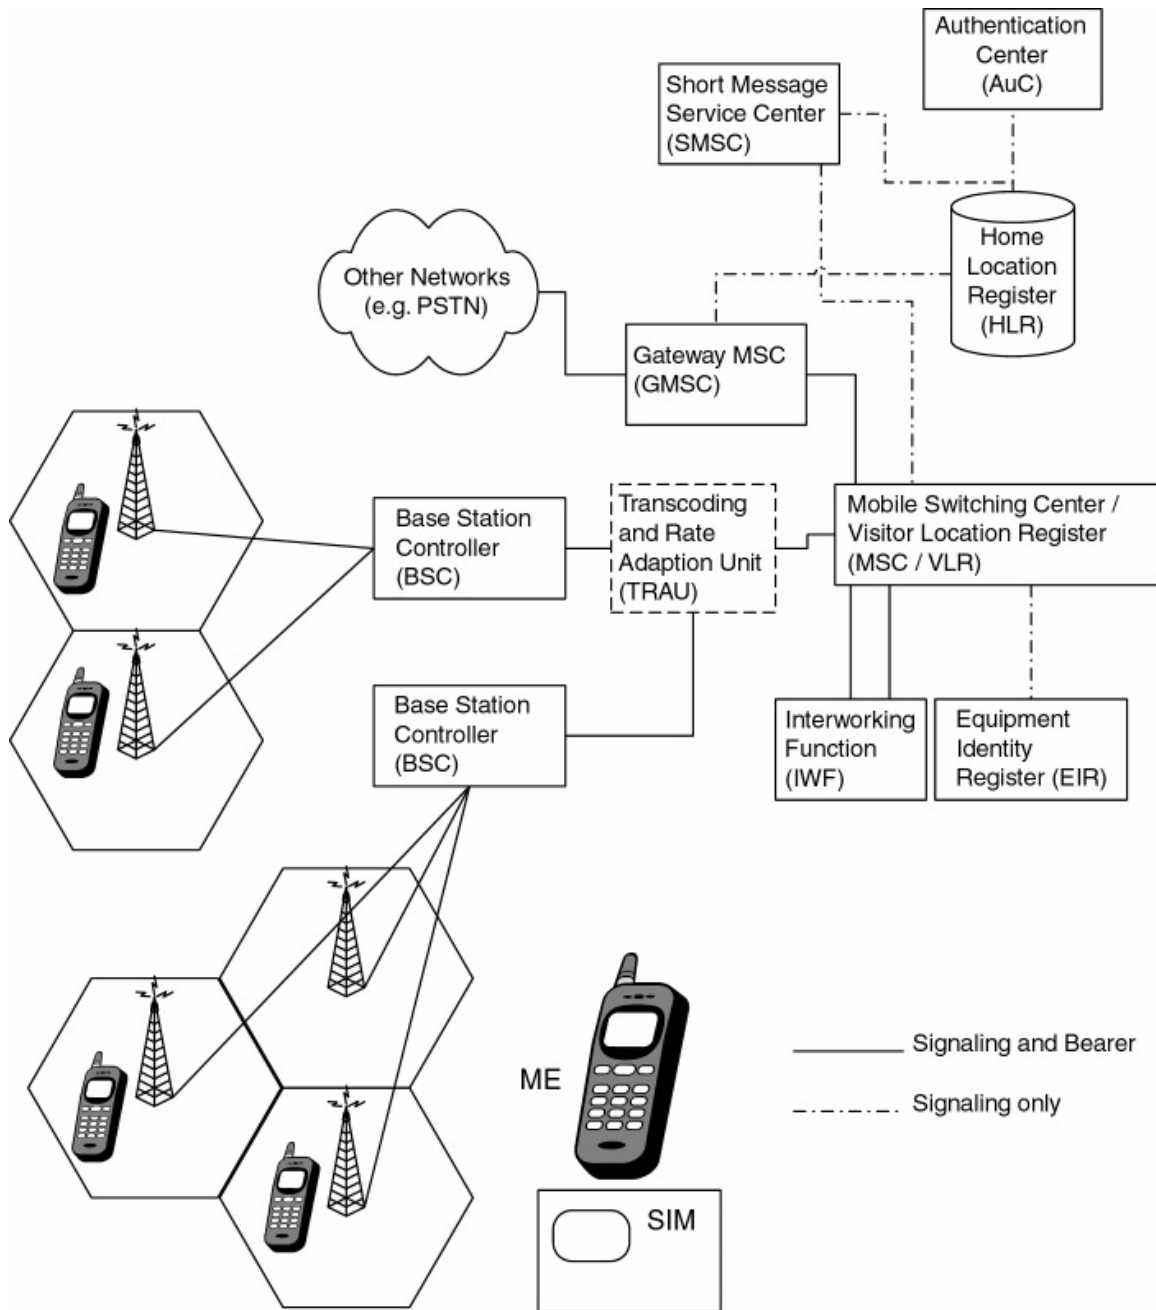 Authentication
Center
(AuC)
Short Message
Service Center
(SMSC)
Home
Location
Register
(HLR)
Other Networks
(e.g. PSTN)
Gateway MSC
(GMSC)
Base Station
Controller
(BSC)
Transcoding
and Rate
Adaption Unit
(TRAU)
Mobile Switching Center /
Visitor Location Register
(MSC / VLR)
Base Station
Controller
(BSC)
Interworking
Function
(IWF)
Equipment
Identity
Register (EIR)
ME
Signaling and Bearer
Signaling only
SIM